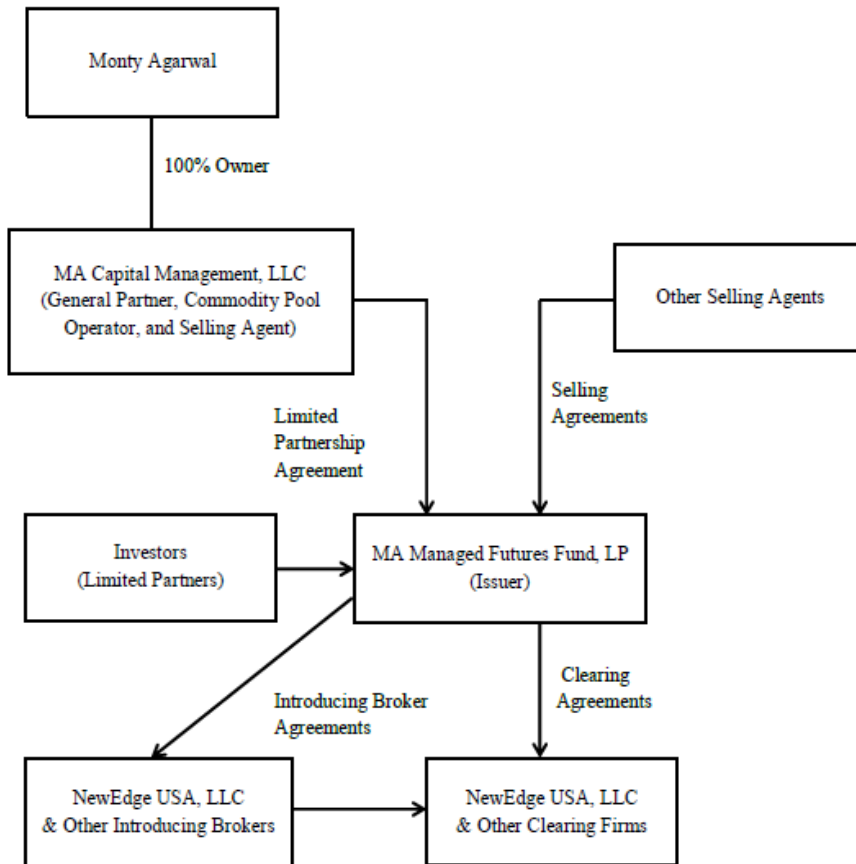 Monty Agarwal
100% Owner
MA Capital Management, LLC
(General Partner, Commodity Pool
Operator, and Selling Agent)
Other Selling Agents
Limited
Partnership
Agreement
Selling
Agreements
Investors
(Limited Partners)
MA Managed Futures Fund, LP
(Issuer)
Introducing Broker
Agreements
Clearing
Agreements
NewEdge USA, LLC
& Other Introducing Brokers
NewEdge USA, LLC
& Other Clearing Firms